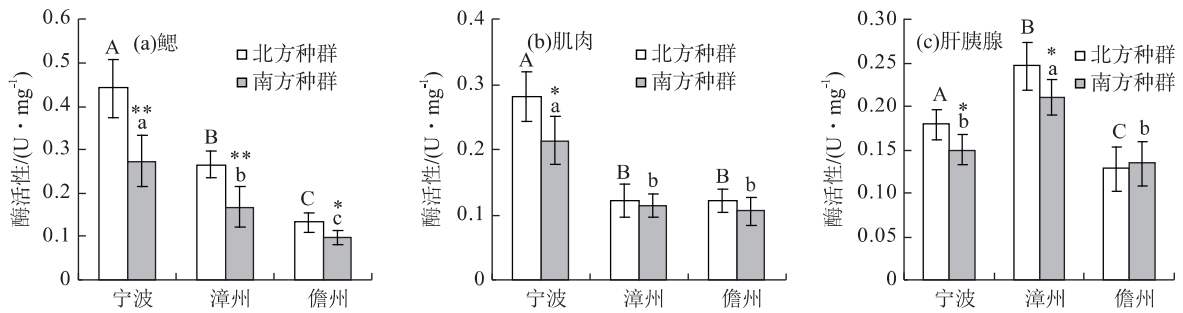 酶活性/(U·mg⁻¹)
0.6
0.5
0.4
0.3
0.2
0.1
0
(a)鳃
北方种群
南方种群
A
**
a
B
**
b
C
*
c
宁波 漳州 儋州
酶活性/(U·mg⁻¹)
0.4
0.3
0.2
0.1
0
(b)肌肉
北方种群
南方种群
A
*
a
B b
B b
宁波 漳州 儋州
酶活性/(U·mg⁻¹)
0.30
0.25
0.20
0.15
0.10
0.05
0.00
(c)肝胰腺
北方种群
南方种群
A
*
b
B
*
a
C b
宁波 漳州 儋州